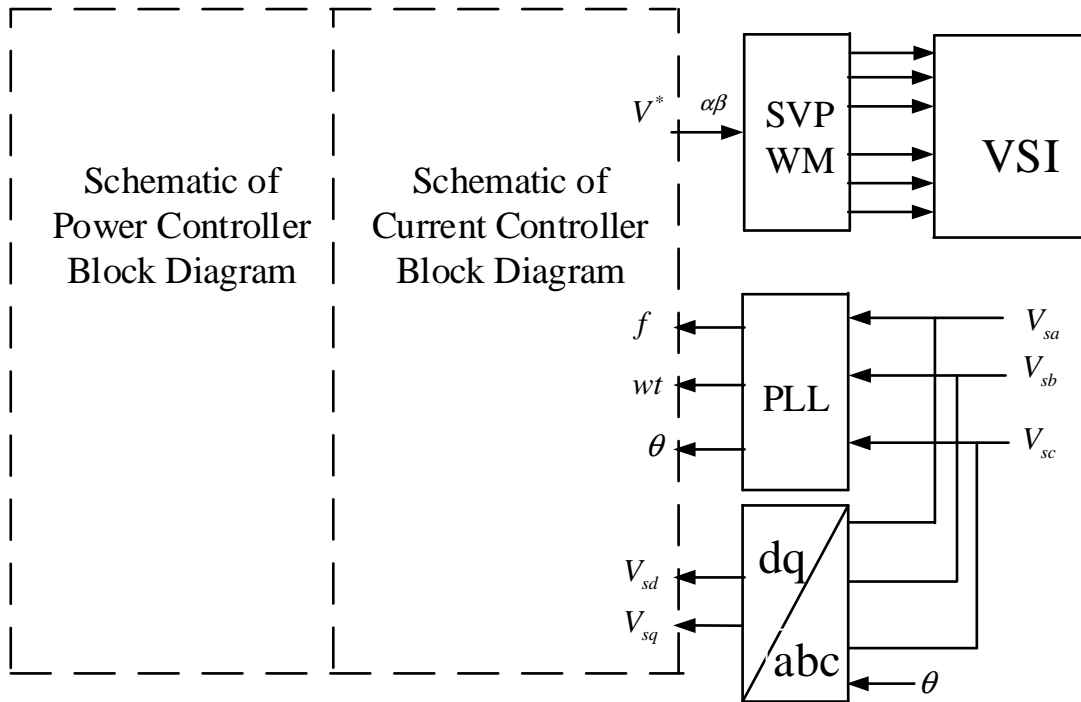 Schematic of
Power Controller
Block Diagram
Schematic of
Current Controller
Block Diagram
V*
αβ
SVP
WM
VSI
f
wt
θ
PLL
Vsa
Vsb
Vsc
Vsd
Vsq
dq
abc
θ